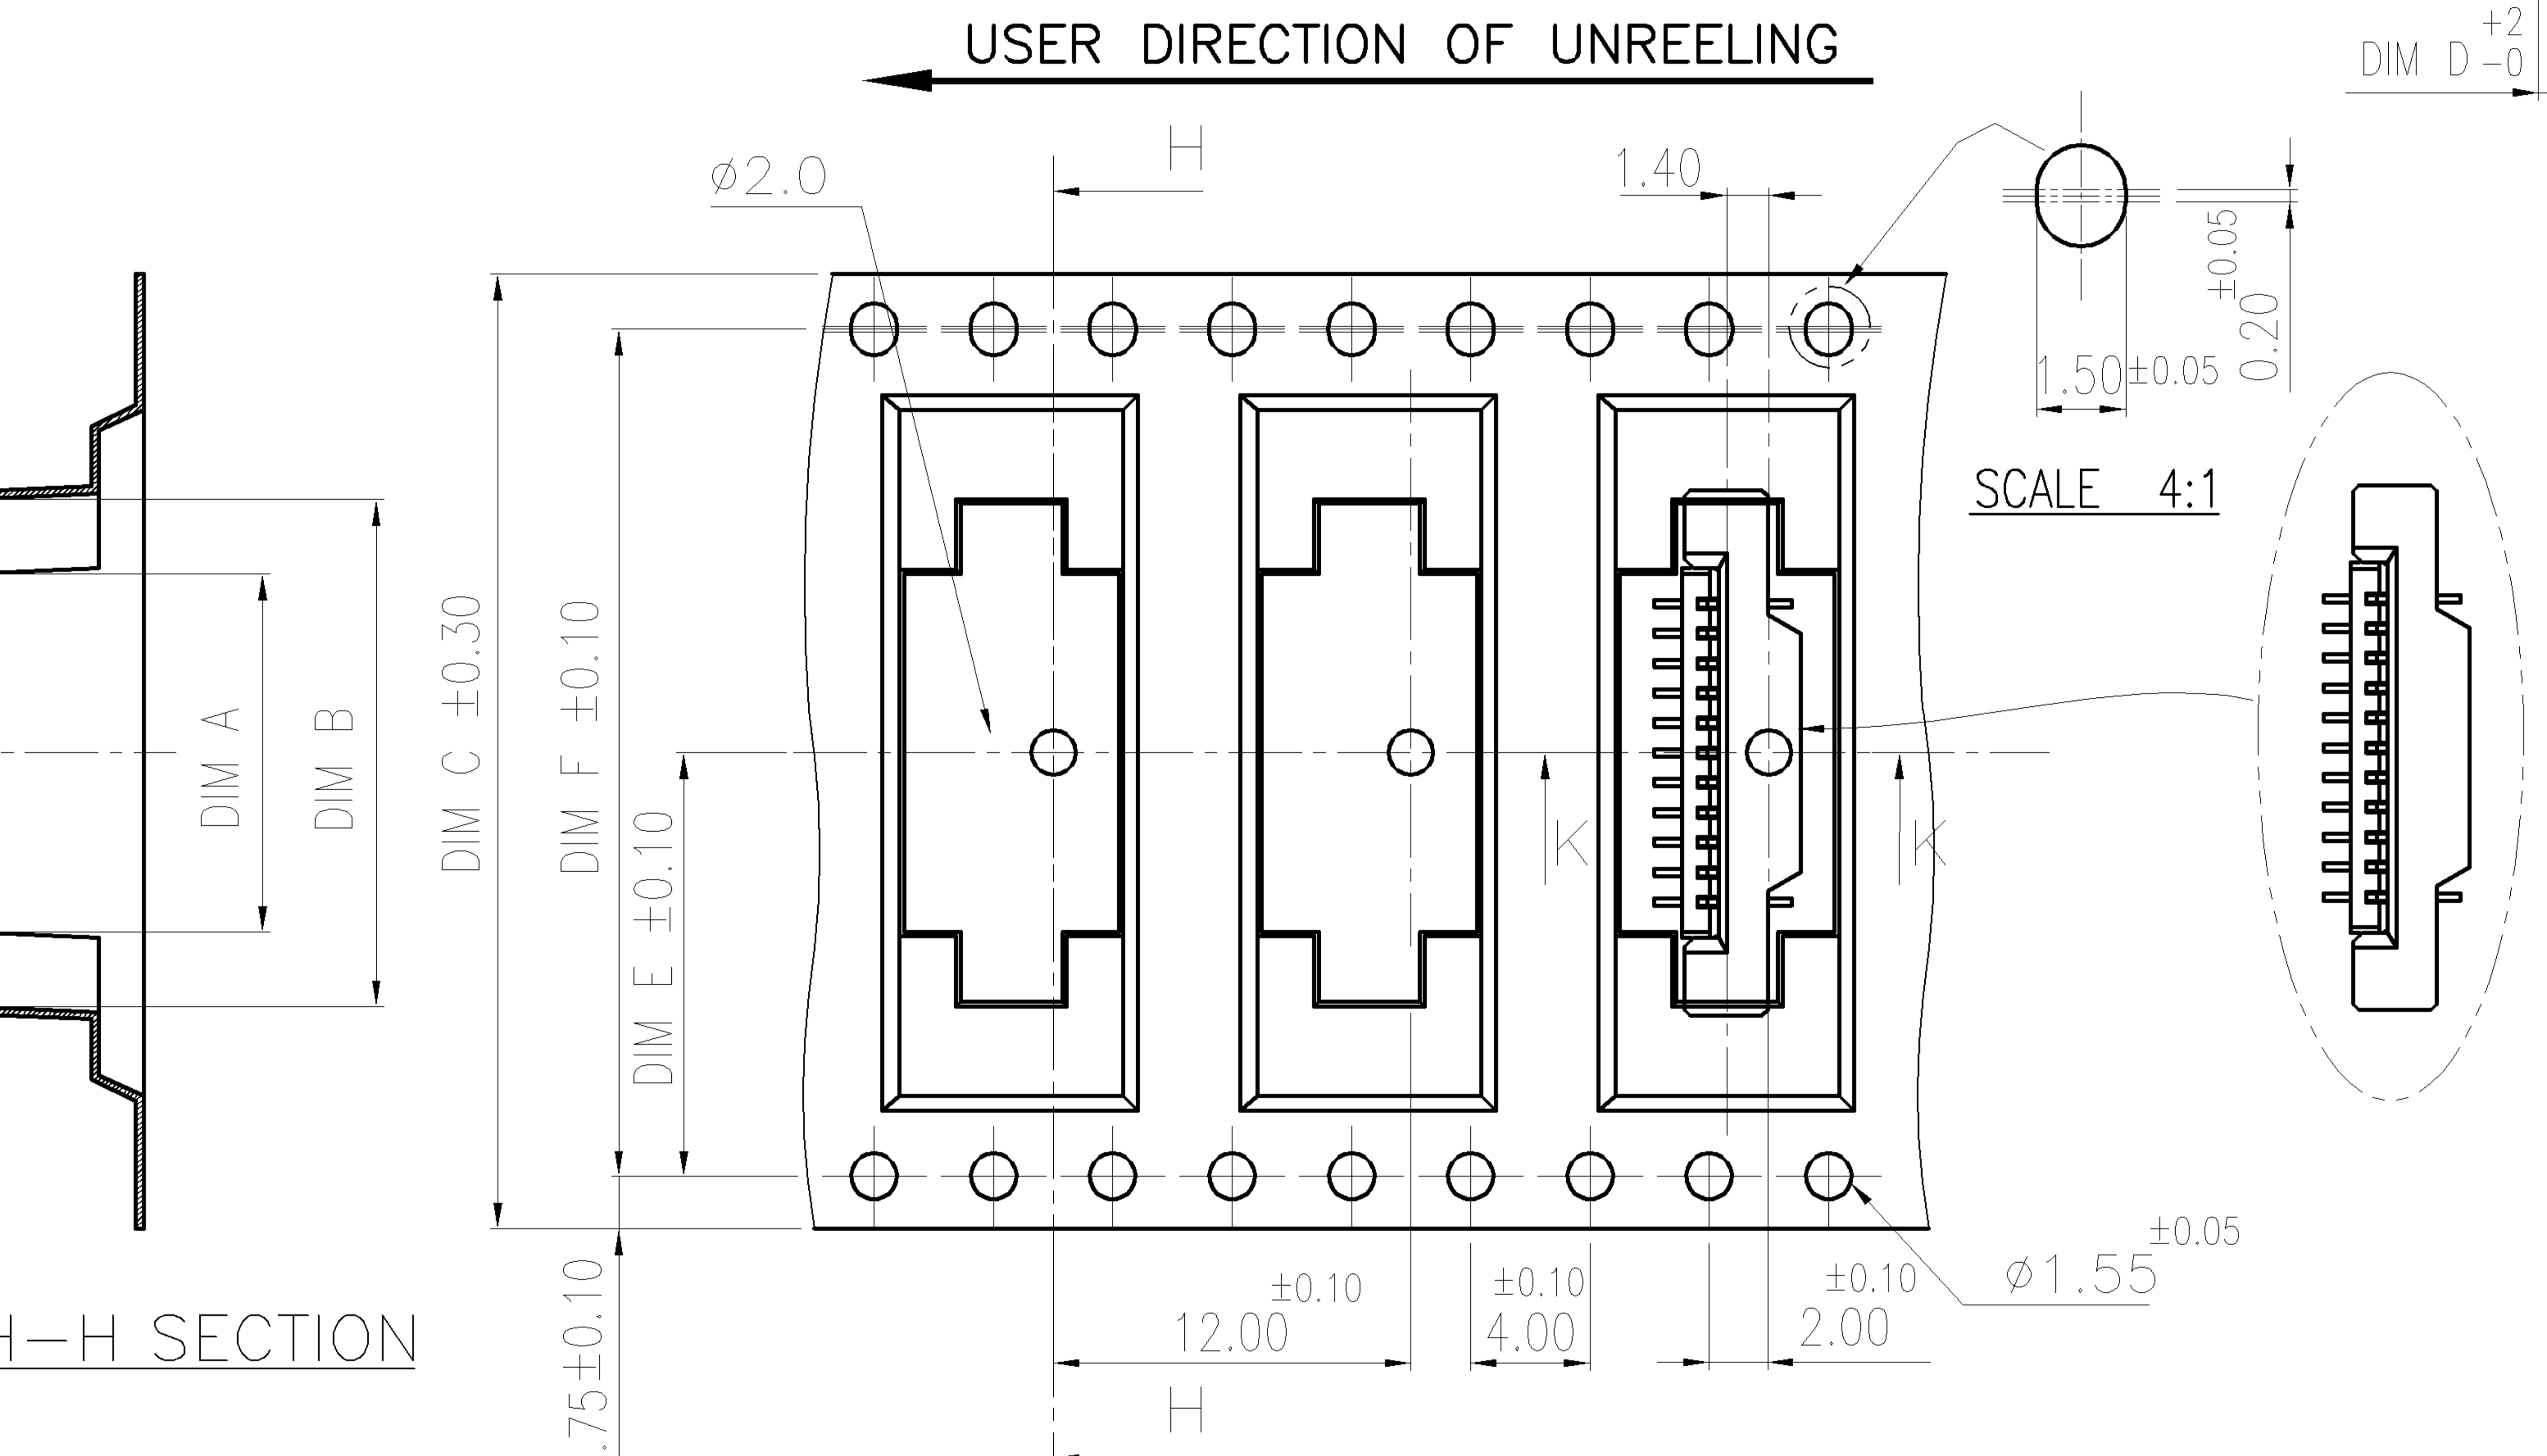 USER DIRECTION OF UNREELING
DIM D +2 -0
H
⌀2.0
1.40
±0.05
0.20
1.50±0.05
SCALE 4:1
DIM A
DIM B
DIM C ±0.30
DIM F ±0.10
DIM E ±0.10
K
K
.75±0.10
12.00 ±0.10
4.00 ±0.10
2.00 ±0.10
⌀1.55 ±0.05
H-H SECTION
H